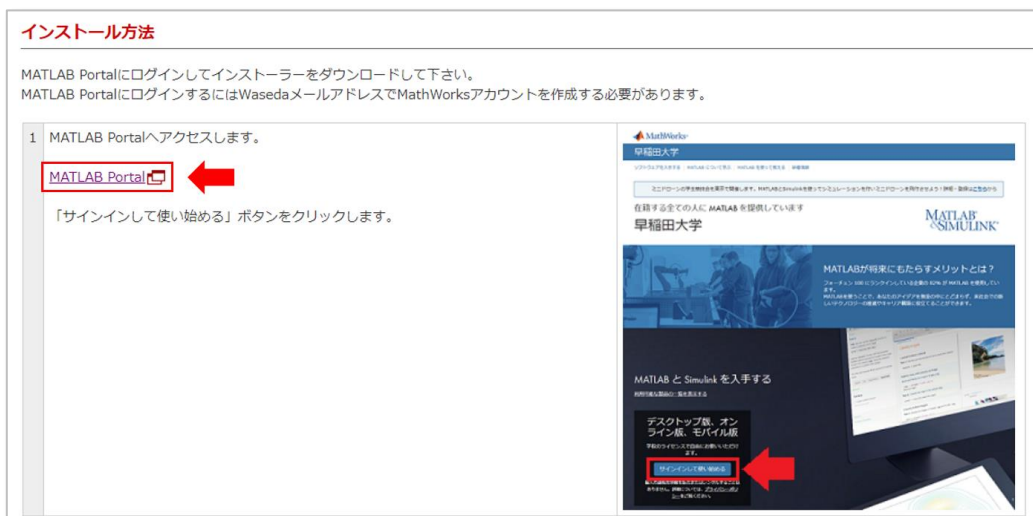 インストール方法
MATLAB Portalにログインしてインストーラーをダウンロードして下さい。
MATLAB PortalにログインするにはWasedaメールアドレスでMathWorksアカウントを作成する必要があります。
1 MATLAB Portalへアクセスします。
MATLAB Portal
「サインインして使い始める」ボタンをクリックします。
MathWorks
早稲田大学
在籍する全ての人に MATLAB を提供しています
早稲田大学
MATLAB
&SIMULINK
MATLABが将来にもたらすメリットとは？
MATLAB と Simulink を入手する
デスクトップ版、オン
ライン版、モバイル版
サインインして使い始める